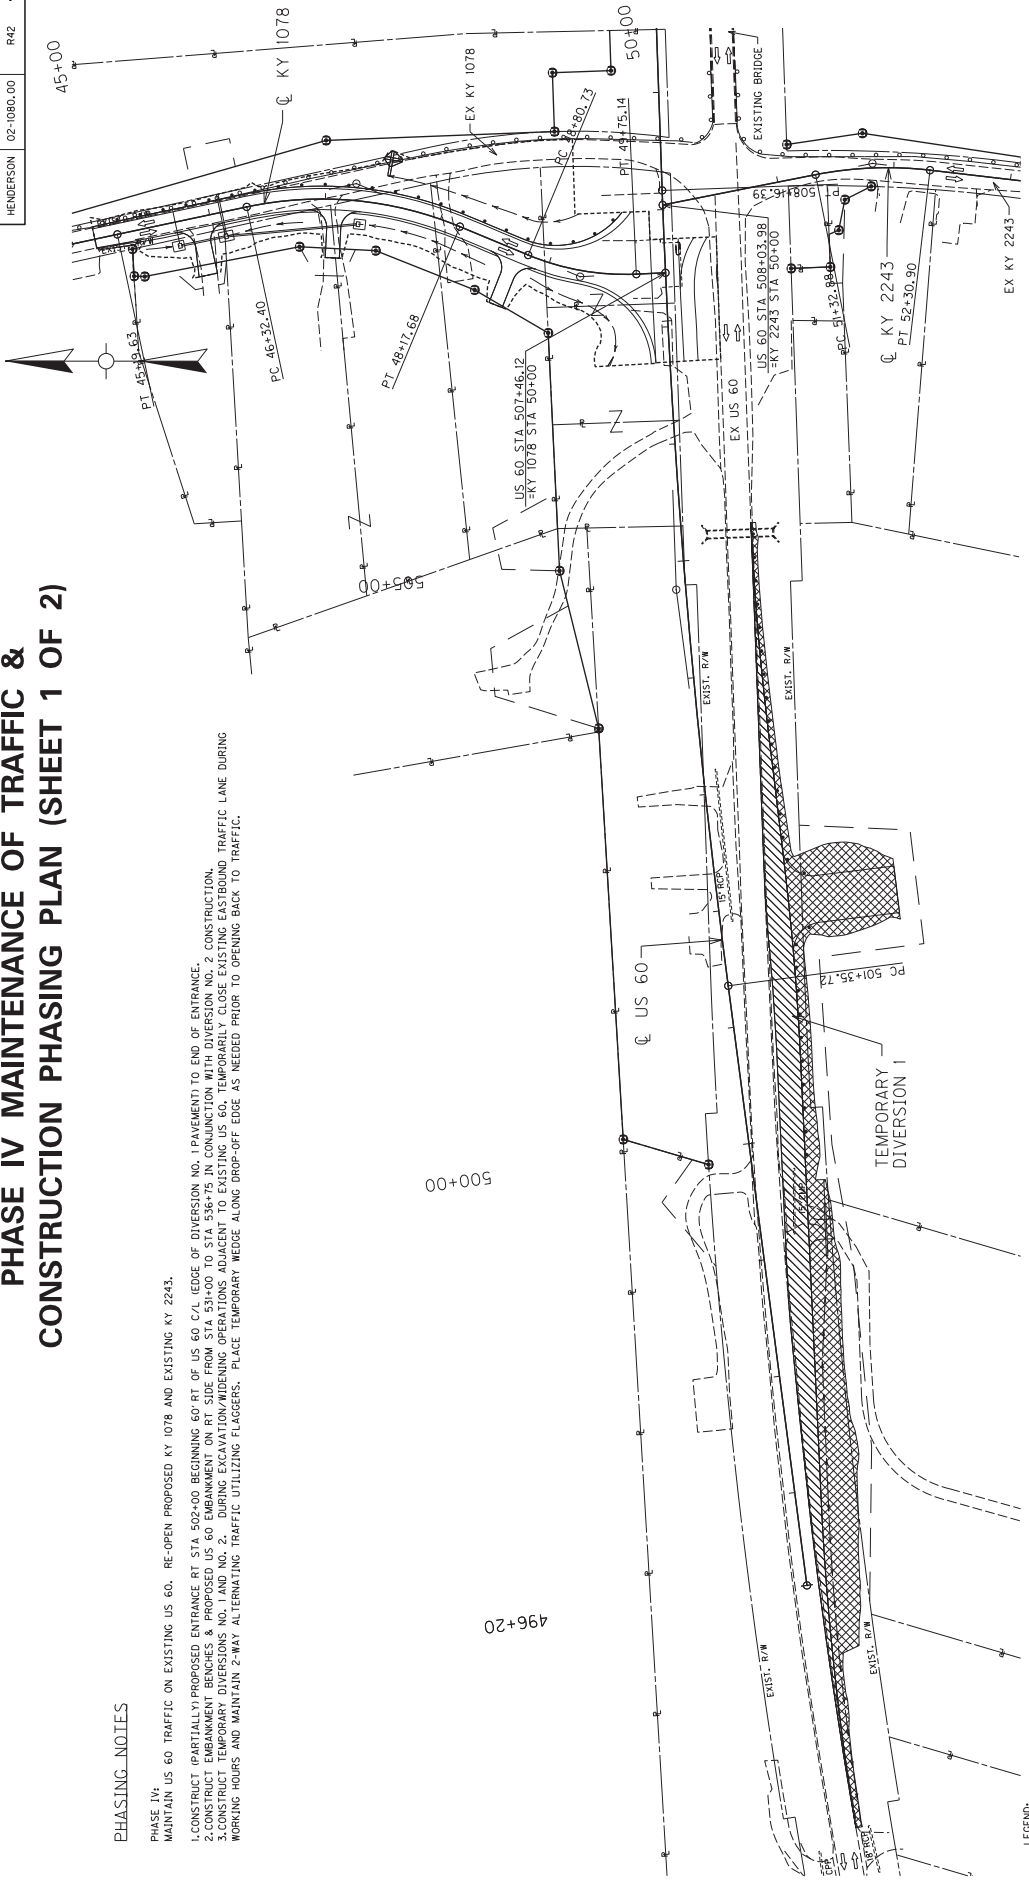 HENDERSON 02-1080.00 R42
PHASE IV MAINTENANCE OF TRAFFIC &
CONSTRUCTION PHASING PLAN (SHEET 1 OF 2)
PHASING NOTES
PHASE IV:
MAINTAIN US 60 TRAFFIC ON EXISTING US 60. RE-OPEN PROPOSED KY 1078 AND EXISTING KY 2243.
1.CONSTRUCT (PARTIALLY) PROPOSED ENTRANCE RT STA 502+00 BEGINNING 60' RT OF US 60 C/L (EDGE OF DIVERSION NO. 1 PAVEMENT) TO END OF ENTRANCE.
2.CONSTRUCT EMBANKMENT BENCHES & PROPOSED US 60 EMBANKMENT ON RT SIDE FROM STA 531+00 TO STA 536+75 IN CONJUNCTION WITH DIVERSION NO. 2 CONSTRUCTION.
3.CONSTRUCT TEMPORARY DIVERSIONS NO. 1 AND NO. 2. DURING EXCAVATION/WIDENING OPERATIONS ADJACENT TO EXISTING US 60, TEMPORARILY CLOSE EXISTING EASTBOUND TRAFFIC LANE DURING
WORKING HOURS AND MAINTAIN 2-WAY ALTERNATING TRAFFIC UTILIZING FLAGGERS. PLACE TEMPORARY WEDGE ALONG DROP-OFF EDGE AS NEEDED PRIOR TO OPENING BACK TO TRAFFIC.
45+00
℄ KY 1078
EX KY 1078
50+00
EXISTING BRIDGE
PC 48+80.73
PT 49+75.14
PT 508+16.39
PC 46+32.40
PT 48+17.68
US 60 STA 507+46.12
=KY 1078 STA 50+00
US 60 STA 508+03.98
=KY 2243 STA 50+00
℄ KY 2243
PT 52+30.90
EX KY 2243
EX US 60
Z
Z
Z
505+00
EXIST. R/W
EXIST. R/W
15" RCP
℄ US 60
PC 501+35.72
TEMPORARY
DIVERSION 1
500+00
15" CMP
496+20
EXIST. R/W
EXIST. R/W
CPP
18" RCP
LEGEND: